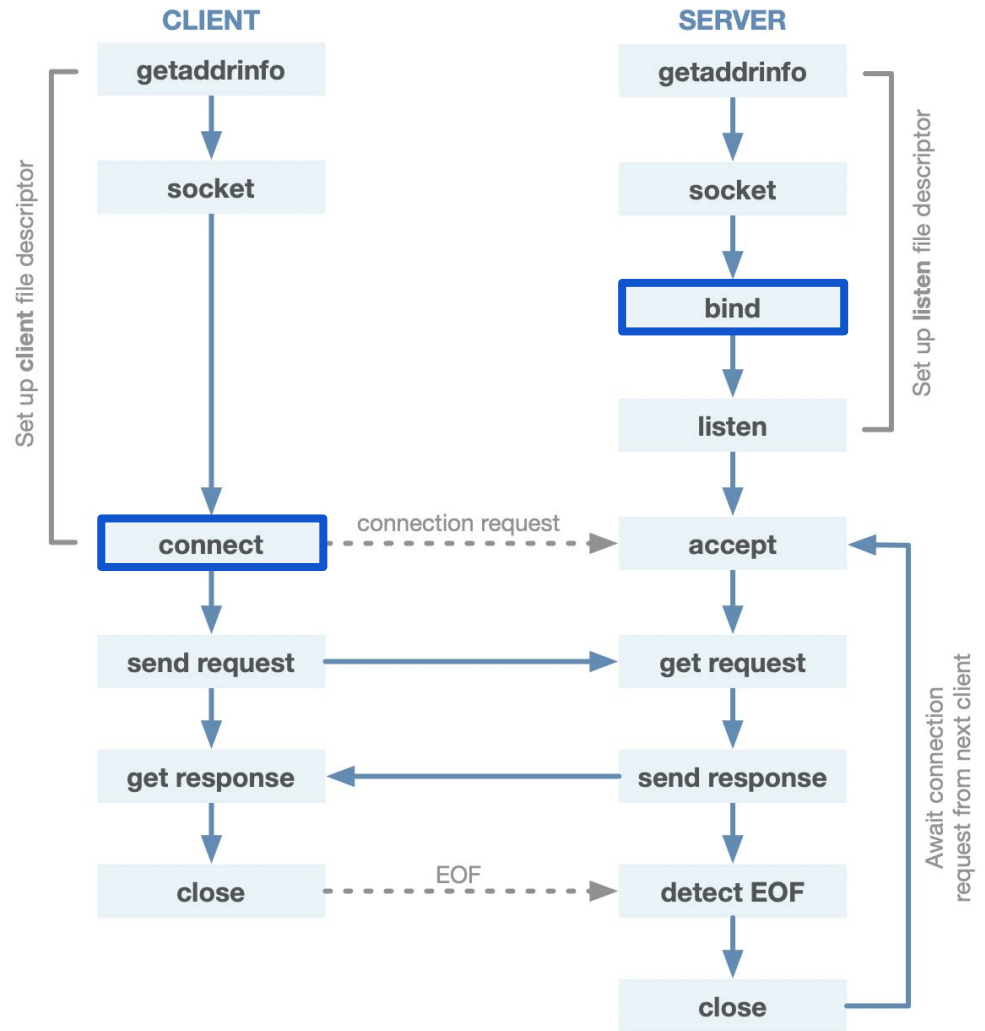 CLIENT
SERVER
getaddrinfo
getaddrinfo
Set up client file descriptor
Set up listen file descriptor
socket
socket
bind
listen
connect
connection request
accept
send request
get request
get response
send response
Await connection
request from next client
close
EOF
detect EOF
close